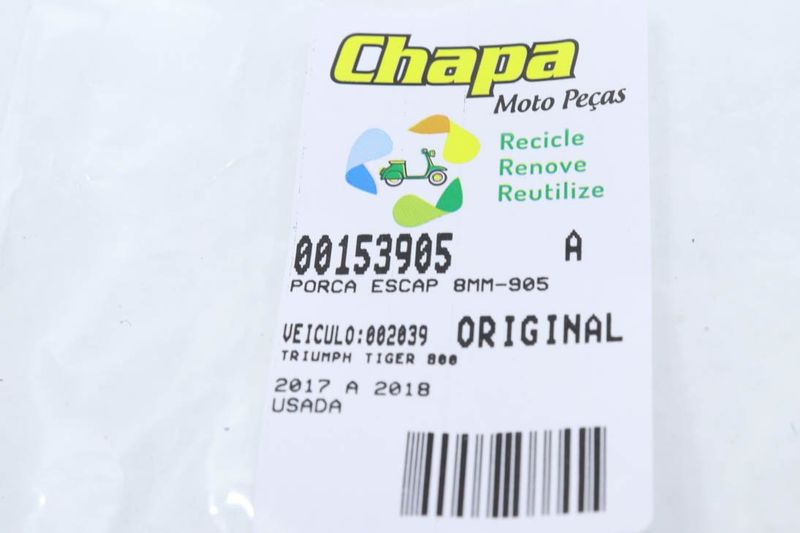 Chapa
Moto Peças
Recicle
Renove
Reutilize
00153905 A
PORCA ESCAP 8MM-905
VEICULO:002039 ORIGINAL
TRIUMPH TIGER 800
2017 A 2018
USADA